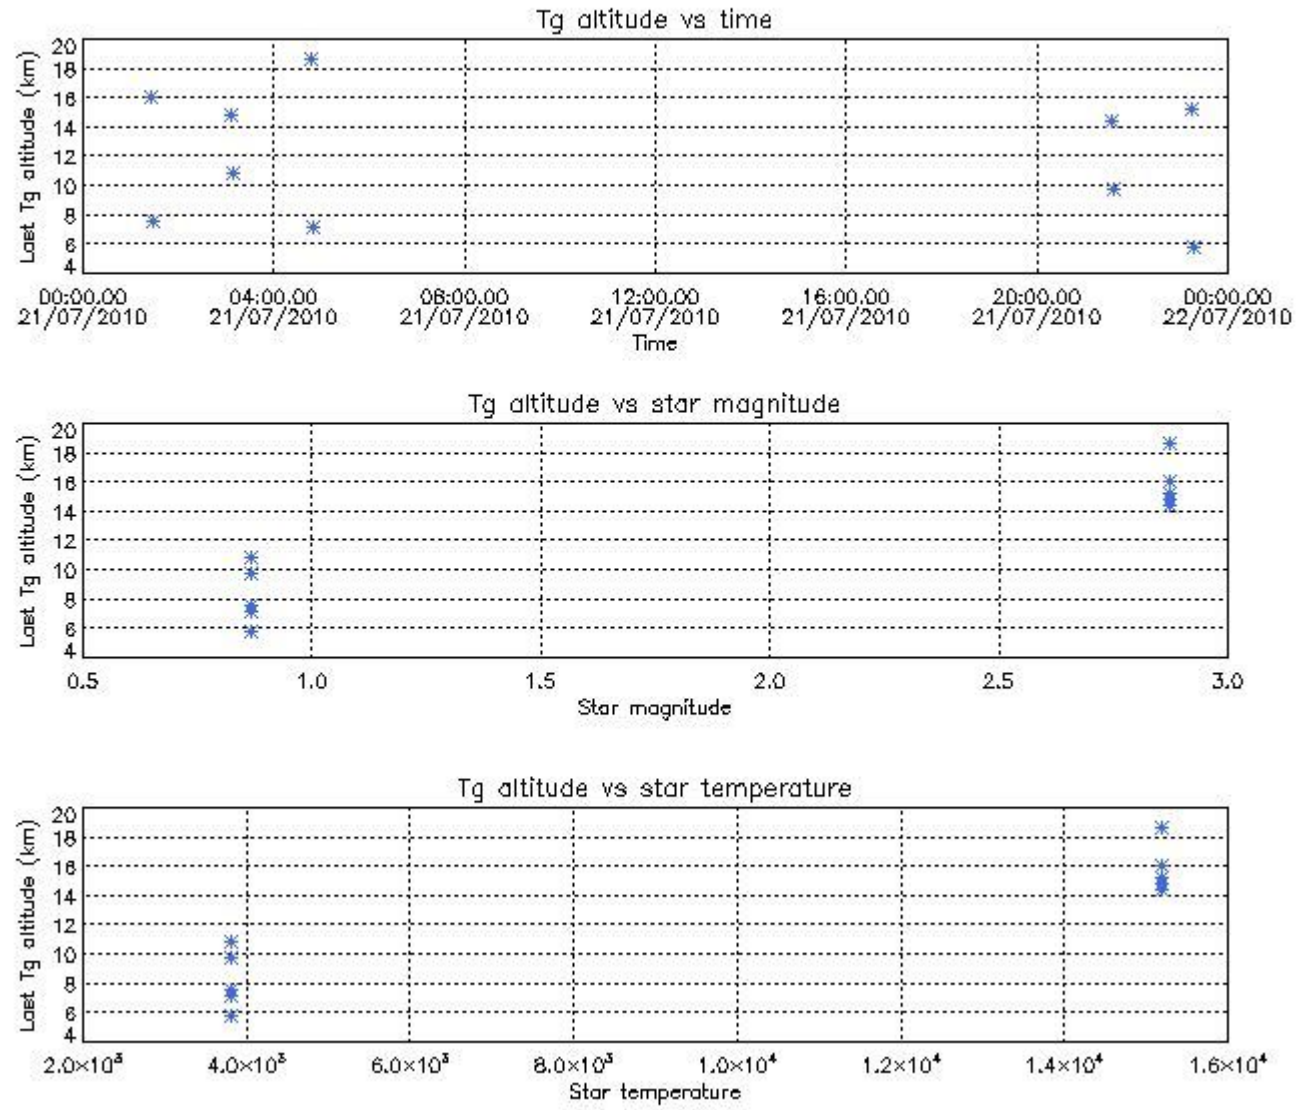 Tg altitude vs time
Last Tg altitude (km)
20
18
16
14
12
10
8
6
4
00:00.00 04:00.00 08:00.00 12:00.00 16:00.00 20:00.00 00:00.00
21/07/2010 21/07/2010 21/07/2010 21/07/2010 21/07/2010 21/07/2010 22/07/2010
Time
Tg altitude vs star magnitude
Last Tg altitude (km)
20
18
16
14
12
10
8
6
4
0.5 1.0 1.5 2.0 2.5 3.0
Star magnitude
Tg altitude vs star temperature
Last Tg altitude (km)
20
18
16
14
12
10
8
6
4
2.0×10³ 4.0×10³ 6.0×10³ 8.0×10³ 1.0×10⁴ 1.2×10⁴ 1.4×10⁴ 1.6×10⁴
Star temperature